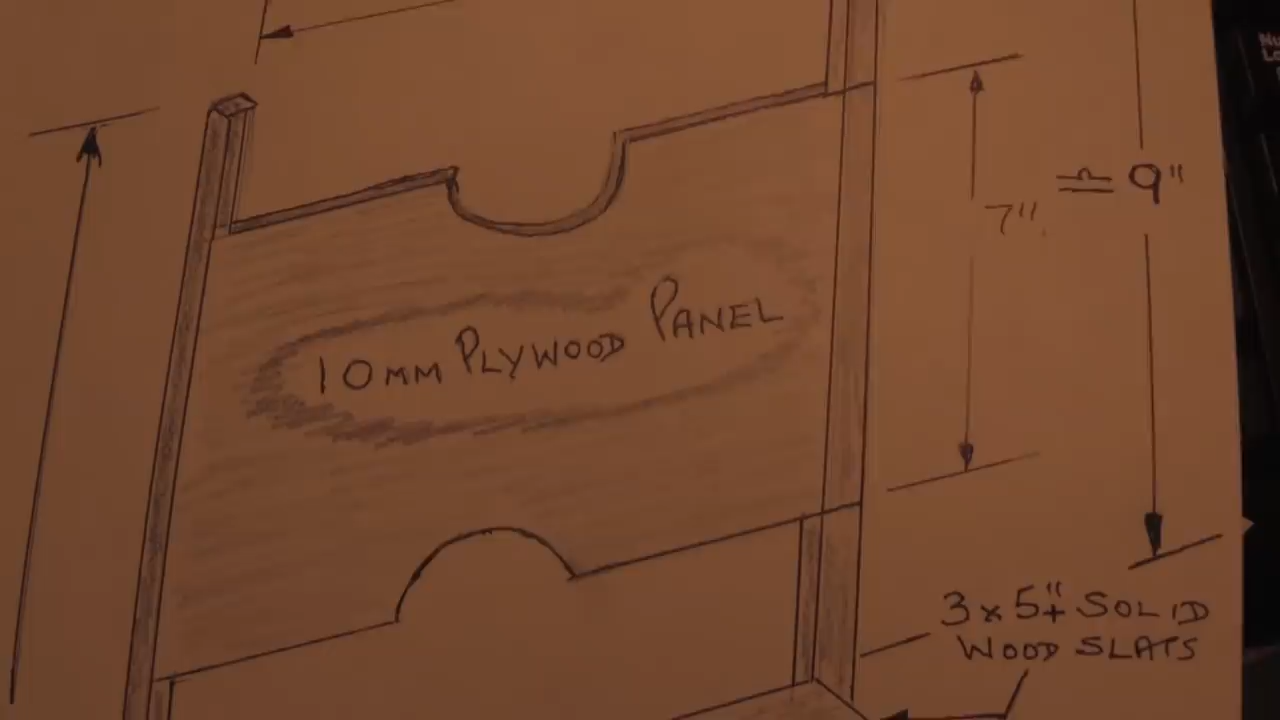 ≏ 9"
7"
10MM PLYWOOD PANEL
3 x 5+" SOLID
WOOD SLATS